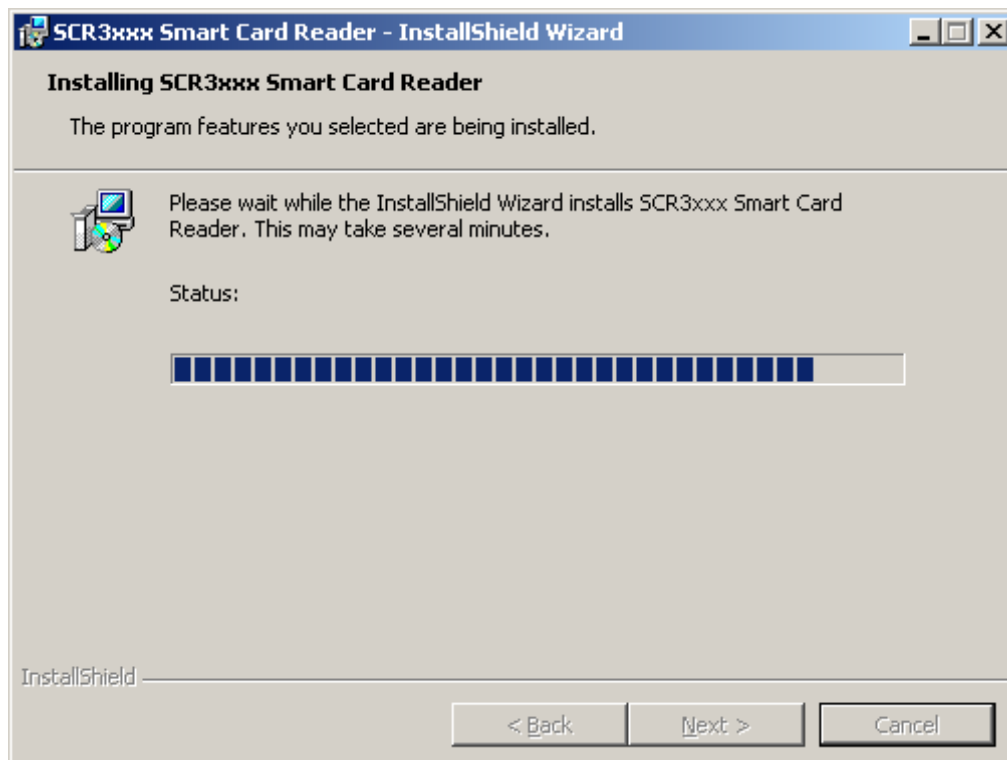 SCR3xxx Smart Card Reader - InstallShield Wizard
Installing SCR3xxx Smart Card Reader
The program features you selected are being installed.
Please wait while the InstallShield Wizard installs SCR3xxx Smart Card
Reader. This may take several minutes.
Status:
InstallShield
< Back
Next >
Cancel